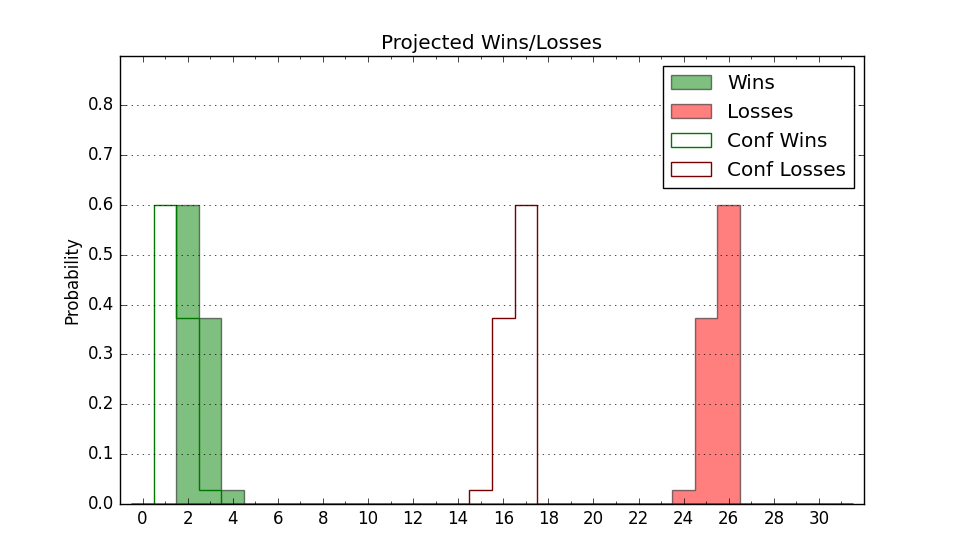 Projected Wins/Losses
Wins
Losses
Conf Wins
Conf Losses
Probability
0.8
0.7
0.6
0.5
0.4
0.3
0.2
0.1
0.0
0 2 4 6 8 10 12 14 16 18 20 22 24 26 28 30